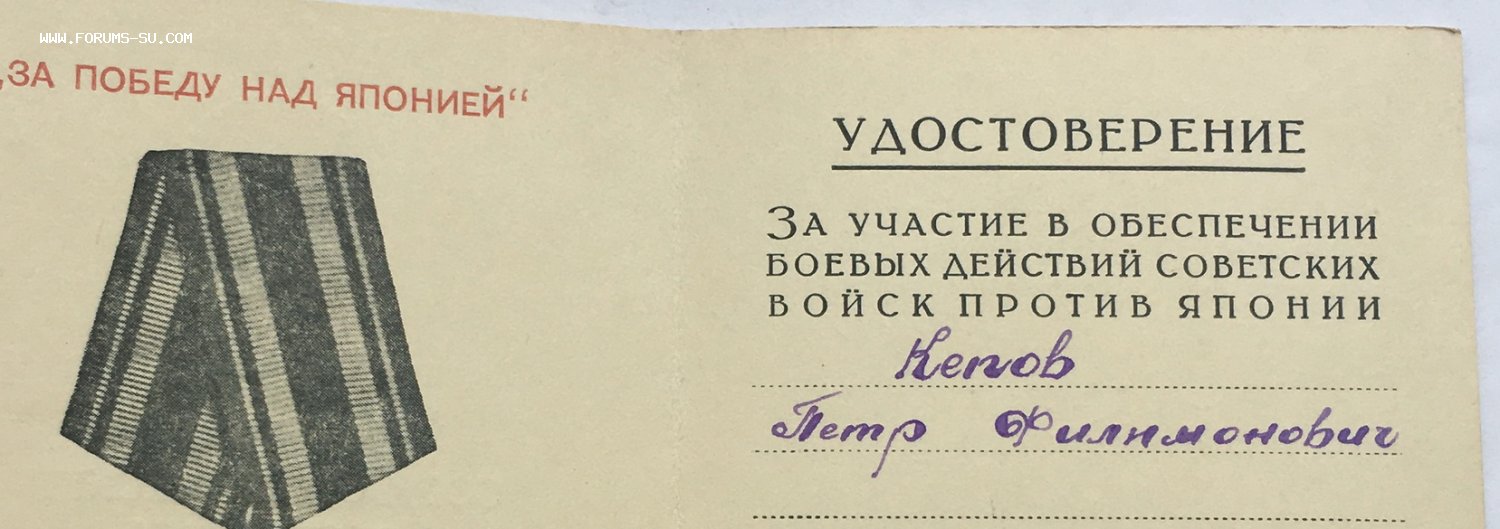 WWW.FORUMS-SU.COM
„ЗА ПОБЕДУ НАД ЯПОНИЕЙ“
УДОСТОВЕРЕНИЕ
ЗА УЧАСТИЕ В ОБЕСПЕЧЕНИИ
БОЕВЫХ ДЕЙСТВИЙ СОВЕТСКИХ
ВОЙСК ПРОТИВ ЯПОНИИ
Кепов
Петр Филимонович